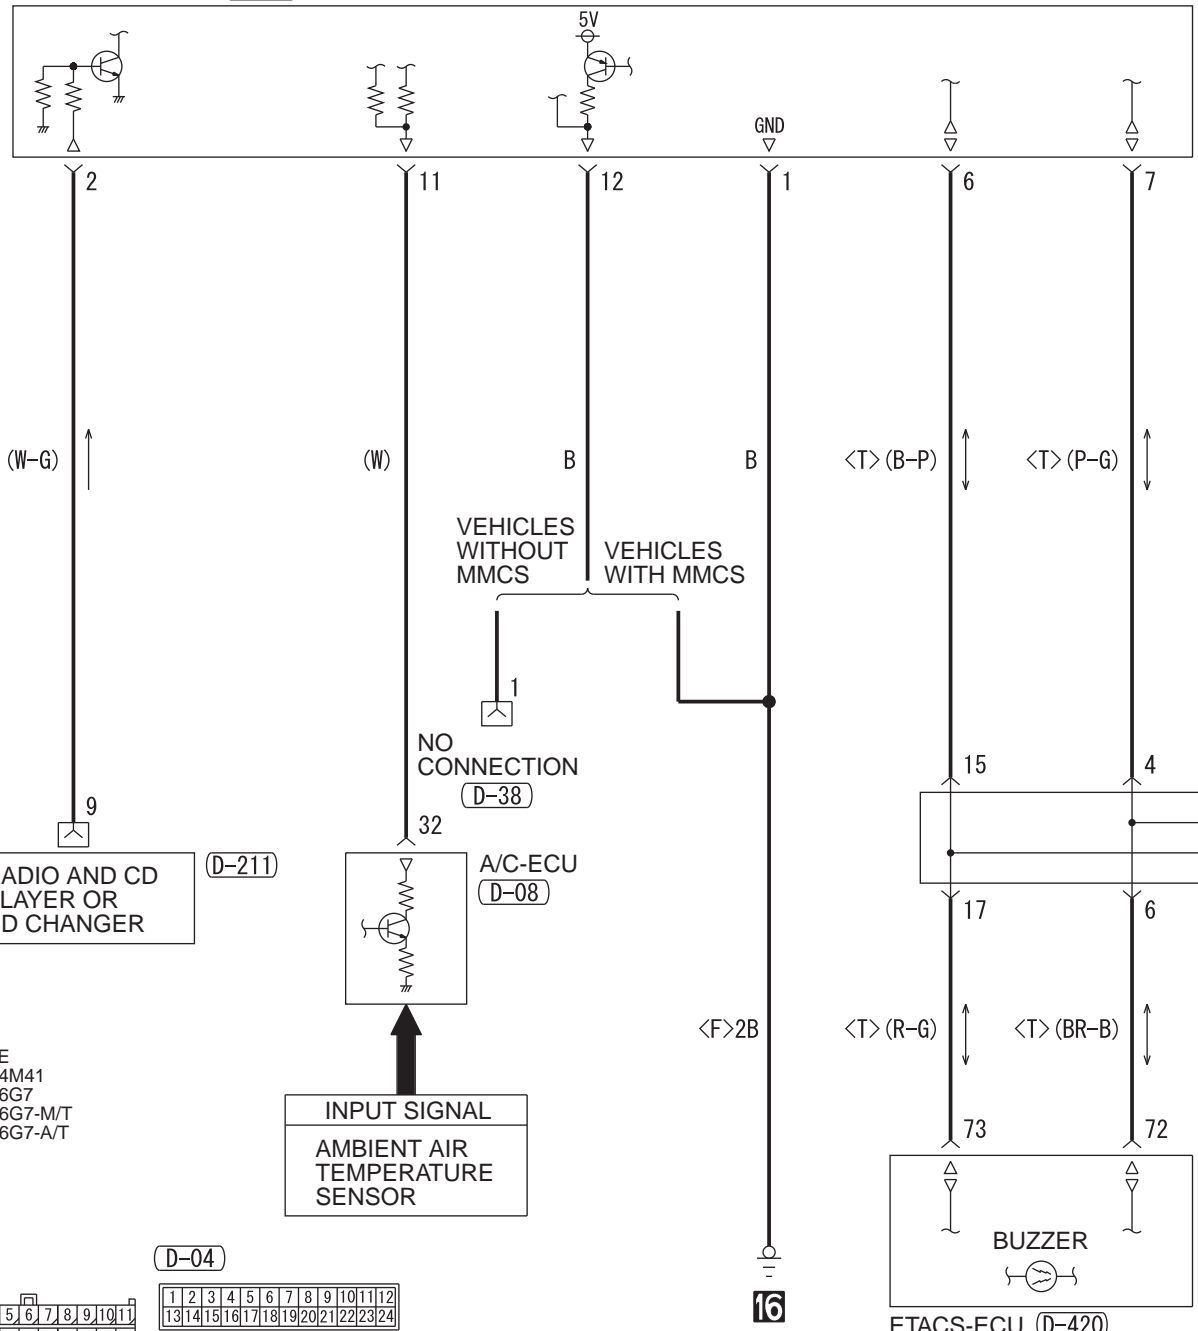 5V
GND
2
11
12
1
6
7
(W-G)
(W)
B
B
<T>(B-P)
<T>(P-G)
VEHICLES
WITHOUT
MMCS
VEHICLES
WITH MMCS
1
NO
CONNECTION
D-38
15
4
9
32
ADIO AND CD
LAYER OR
D CHANGER
D-211
A/C-ECU
D-08
17
6
<F>2B
<T>(R-G)
<T>(BR-B)
E
4M41
6G7
6G7-M/T
6G7-A/T
INPUT SIGNAL
AMBIENT AIR
TEMPERATURE
SENSOR
73
72
BUZZER
D-04
16
5 6 7 8 9 10 11
1 2 3 4 5 6 7 8 9 10 11 12
13 14 15 16 17 18 19 20 21 22 23 24
ETACS-ECU D-420